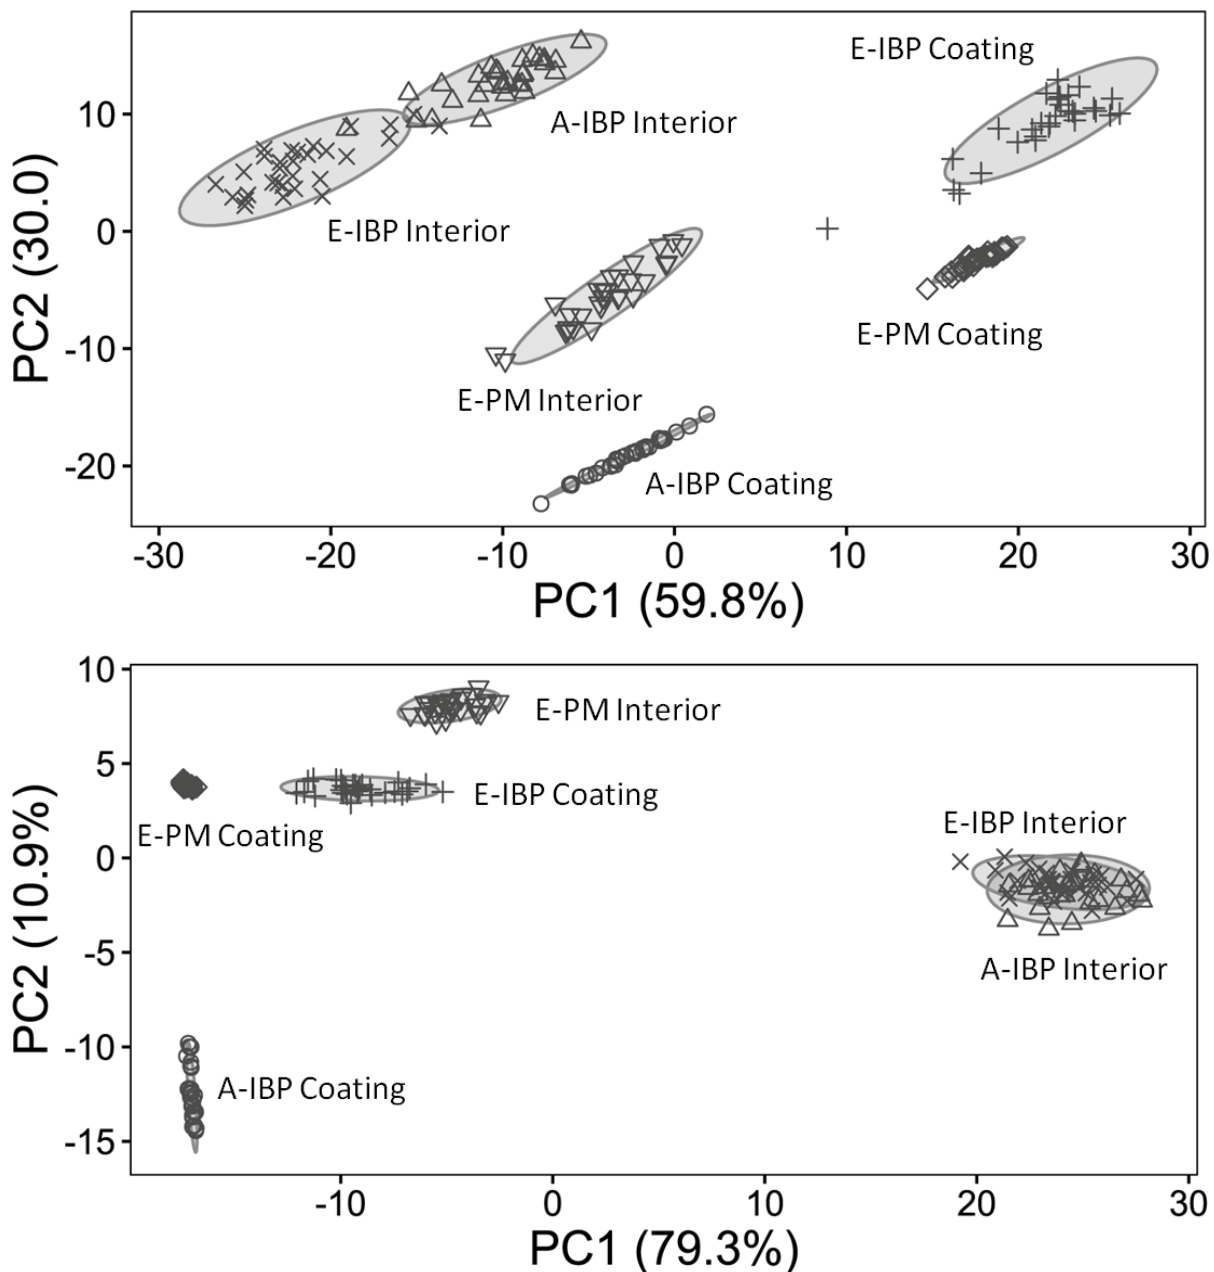 E-IBP Coating
10
A-IBP Interior
0
E-IBP Interior
PC2 (30.0)
E-PM Coating
-10
E-PM Interior
-20
A-IBP Coating
-30 -20 -10 0 10 20 30
PC1 (59.8%)
10
E-PM Interior
5
E-IBP Coating
E-PM Coating
E-IBP Interior
0
PC2 (10.9%)
-5
A-IBP Interior
-10
A-IBP Coating
-15
-10 0 10 20 30
PC1 (79.3%)